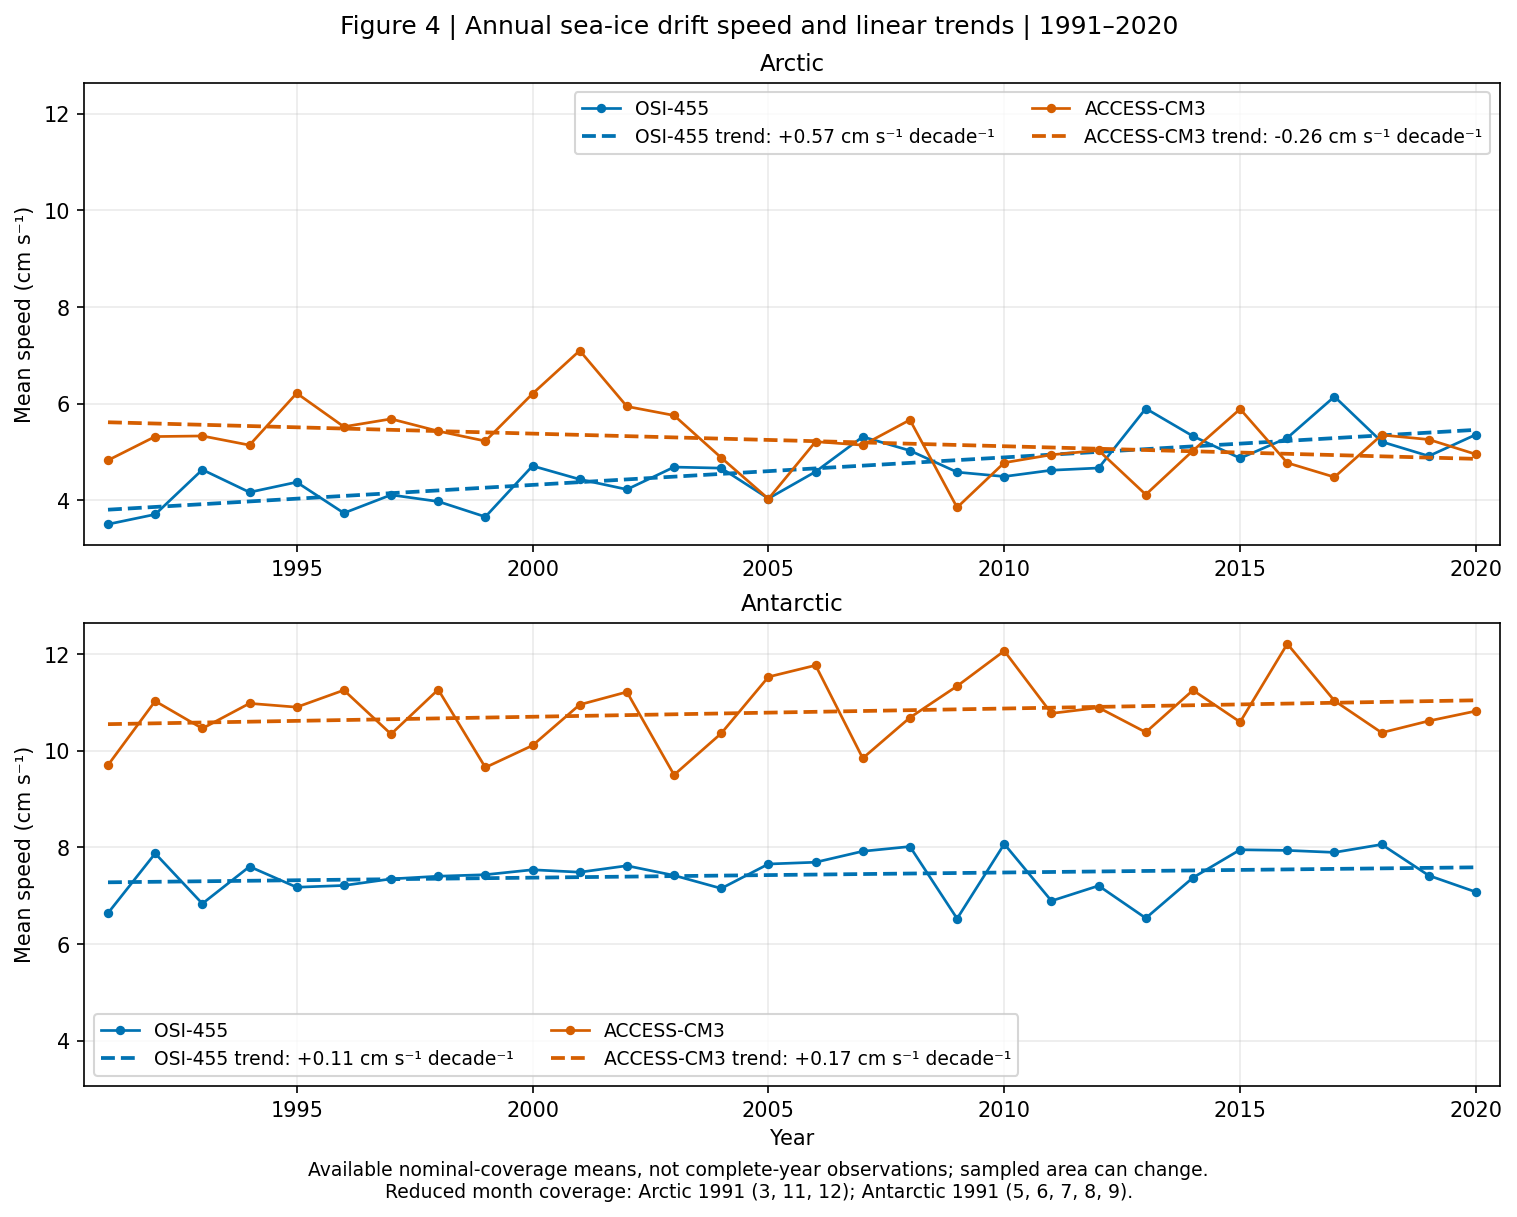 Figure 4 | Annual sea-ice drift speed and linear trends | 1991–2020
Arctic
OSI-455
OSI-455 trend: +0.57 cm s⁻¹ decade⁻¹
ACCESS-CM3
ACCESS-CM3 trend: -0.26 cm s⁻¹ decade⁻¹
Mean speed (cm s⁻¹)
12
10
8
6
4
1995
2000
2005
2010
2015
2020
Antarctic
Mean speed (cm s⁻¹)
12
10
8
6
4
OSI-455
OSI-455 trend: +0.11 cm s⁻¹ decade⁻¹
ACCESS-CM3
ACCESS-CM3 trend: +0.17 cm s⁻¹ decade⁻¹
1995
2000
2005
2010
2015
2020
Year
Available nominal-coverage means, not complete-year observations; sampled area can change.
Reduced month coverage: Arctic 1991 (3, 11, 12); Antarctic 1991 (5, 6, 7, 8, 9).